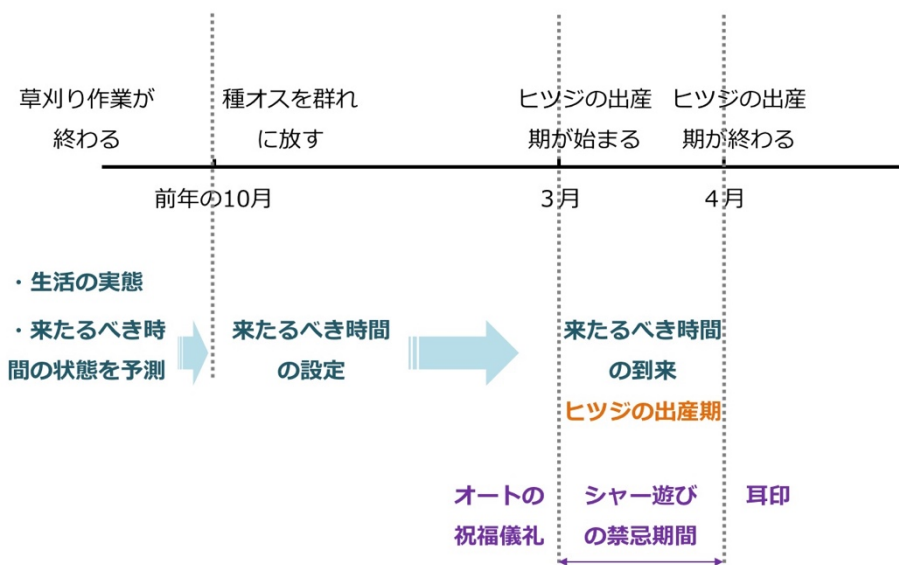 草刈り作業が
終わる
種オスを群れ
に放す
ヒツジの出産
期が始まる
ヒツジの出産
期が終わる
前年の10月
3月
4月
・生活の実態
・来たるべき時
間の状態を予測
来たるべき時間
の設定
来たるべき時間
の到来
ヒツジの出産期
オートの
祝福儀礼
シャー遊び
の禁忌期間
耳印